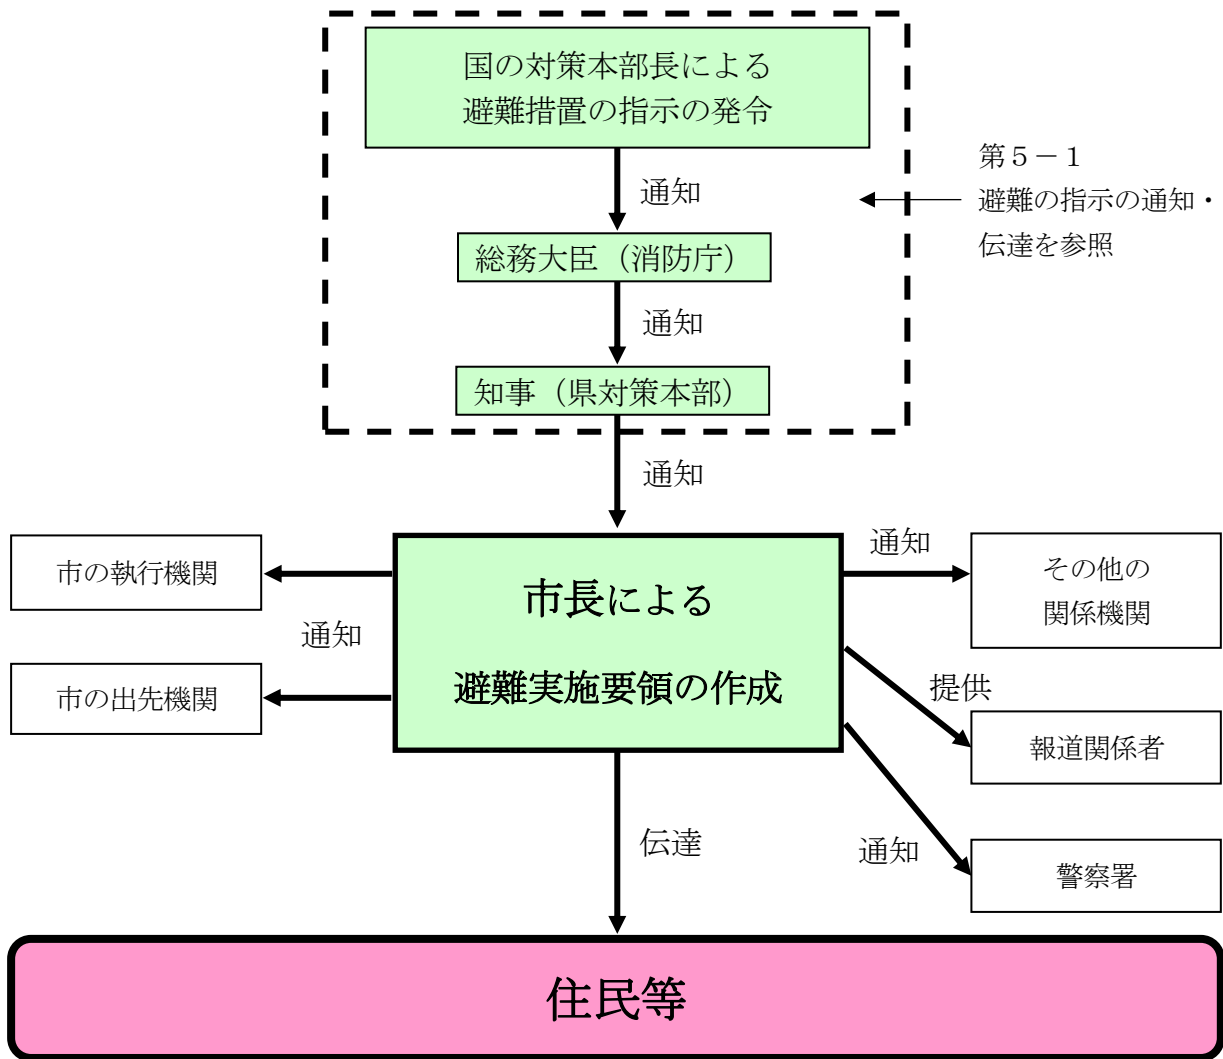 国の対策本部長による
避難措置の指示の発令
第５－１
避難の指示の通知・
伝達を参照
通知
総務大臣（消防庁）
通知
知事（県対策本部）
通知
市の執行機関
通知
市の出先機関
市長による
避難実施要領の作成
通知
その他の
関係機関
提供
報道関係者
通知
警察署
伝達
住民等